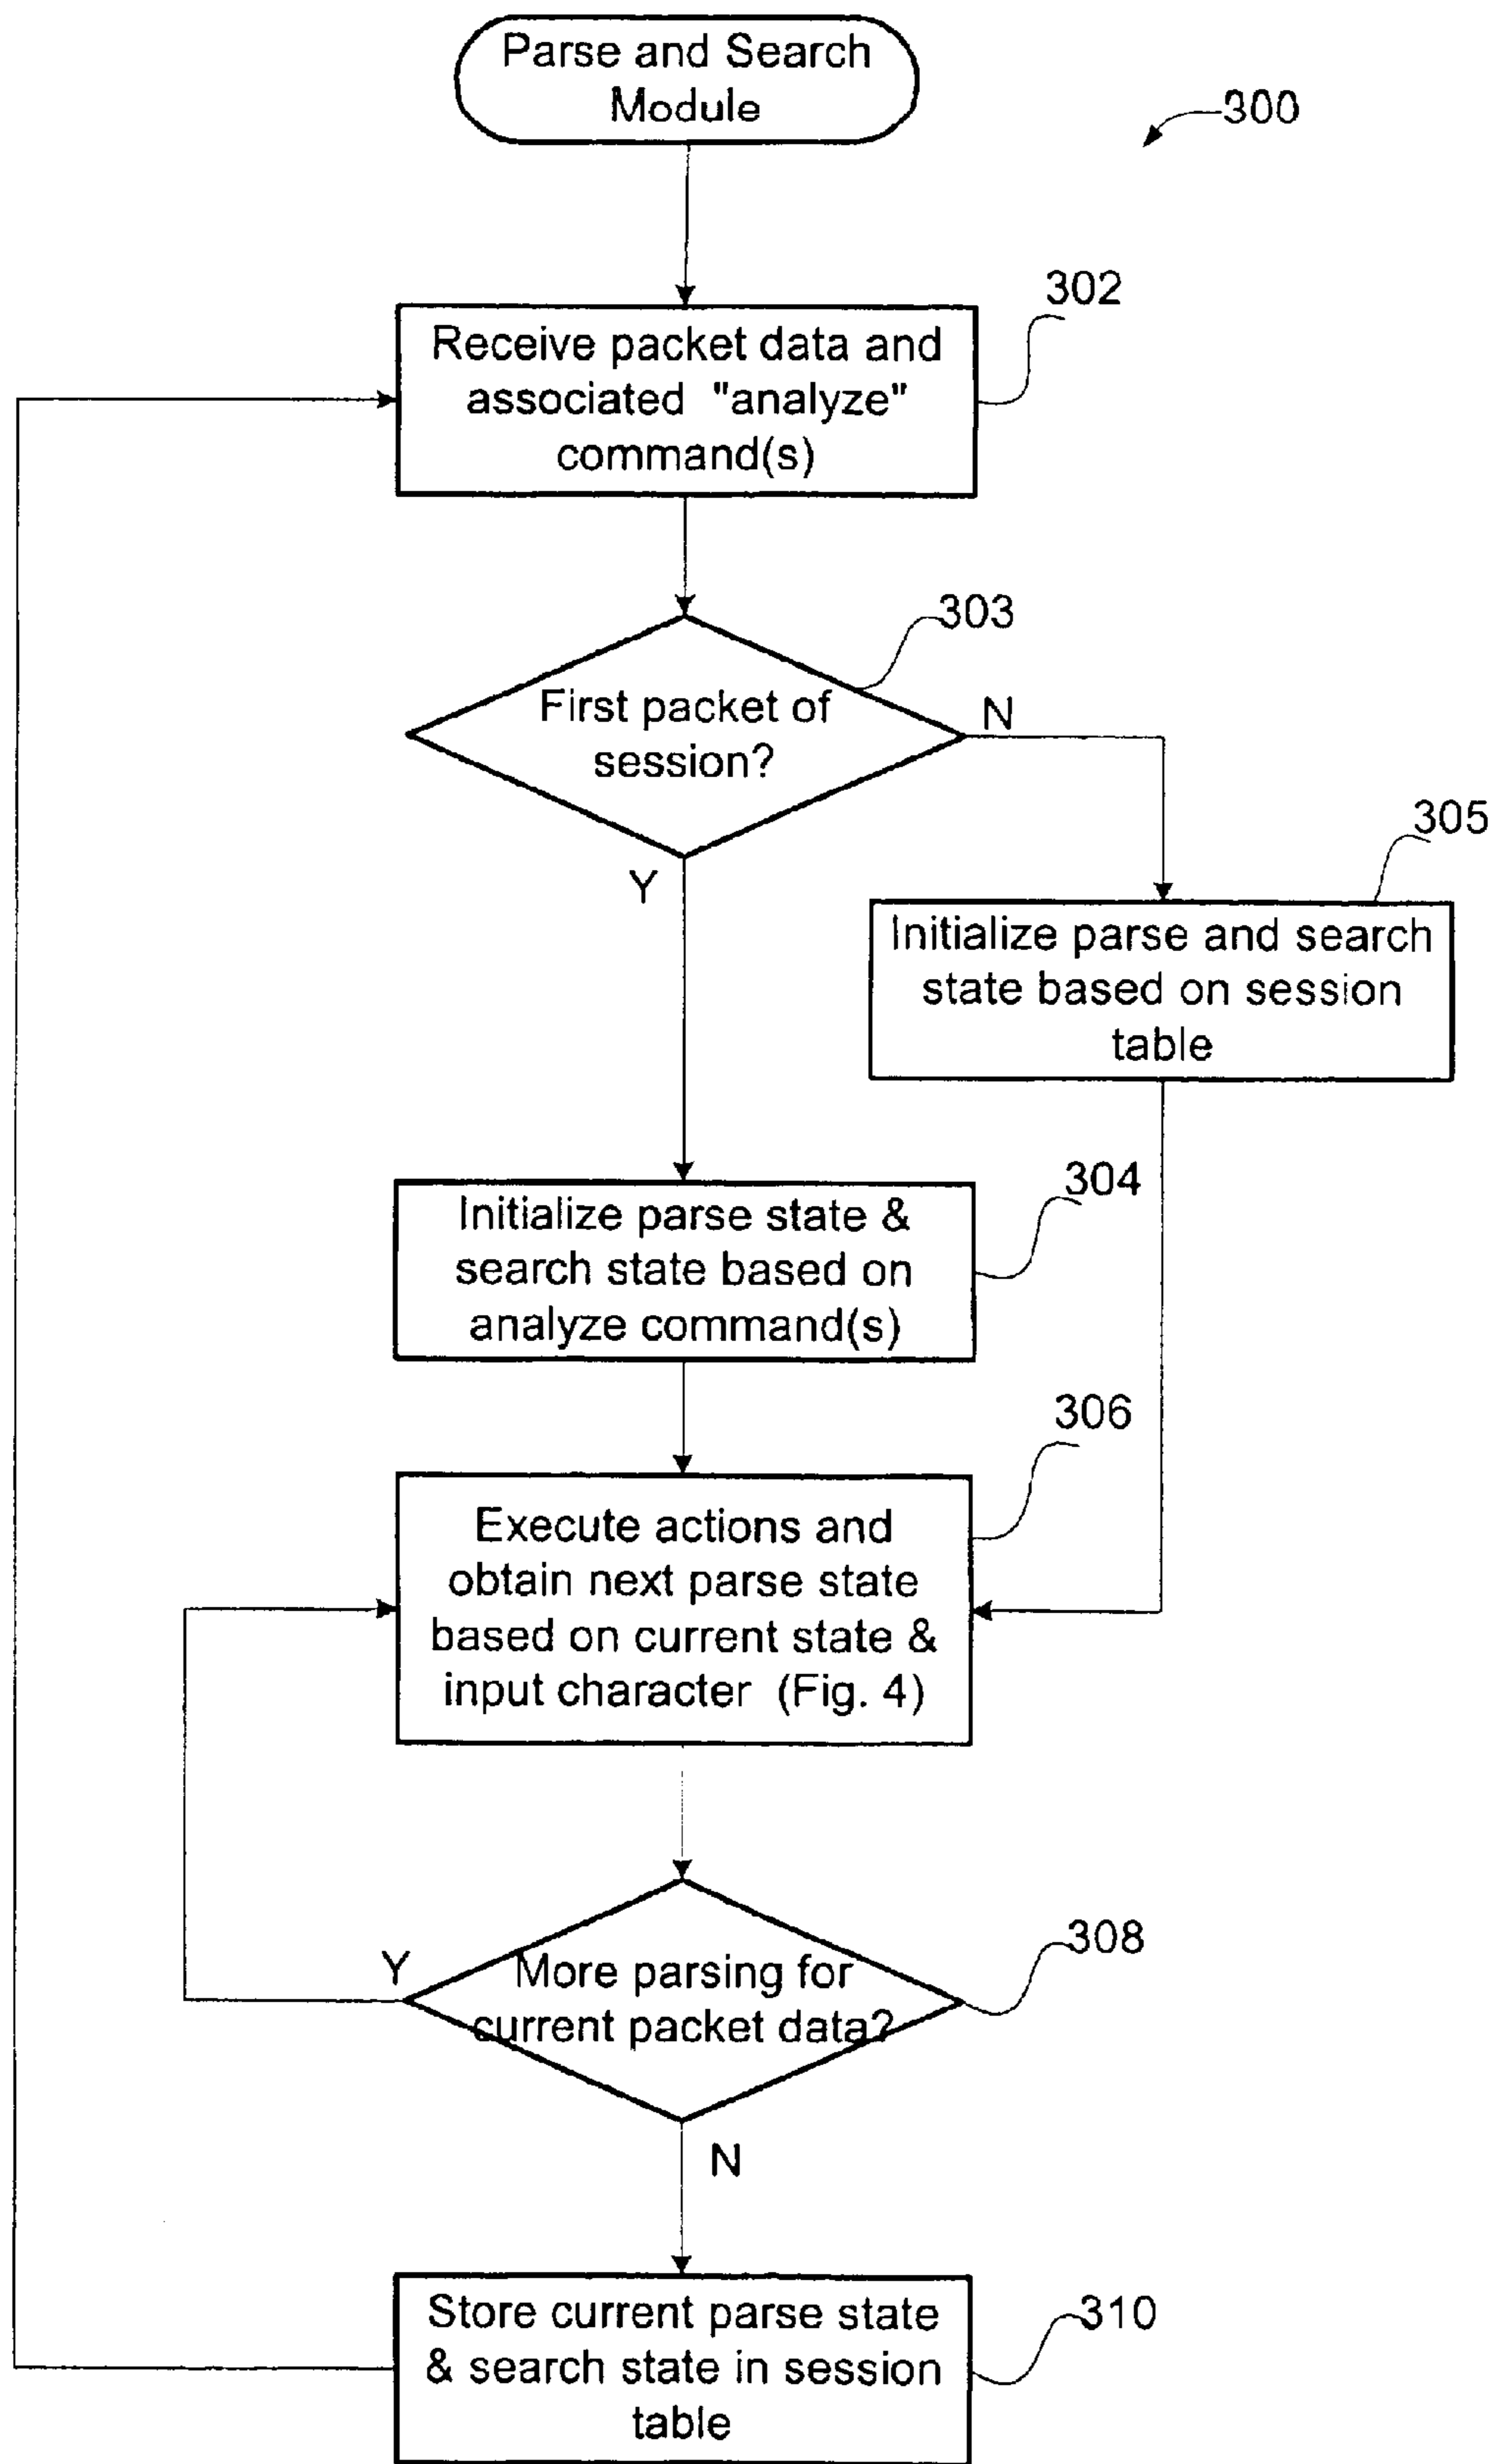 Parse and Search
Module
300
302
Receive packet data and
associated "analyze"
command(s)
303
First packet of
session?
N
Y
305
Initialize parse and search
state based on session
table
304
Initialize parse state &
search state based on
analyze command(s)
306
Execute actions and
obtain next parse state
based on current state &
input character (Fig. 4)
308
Y
More parsing for
current packet data?
N
310
Store current parse state
& search state in session
table